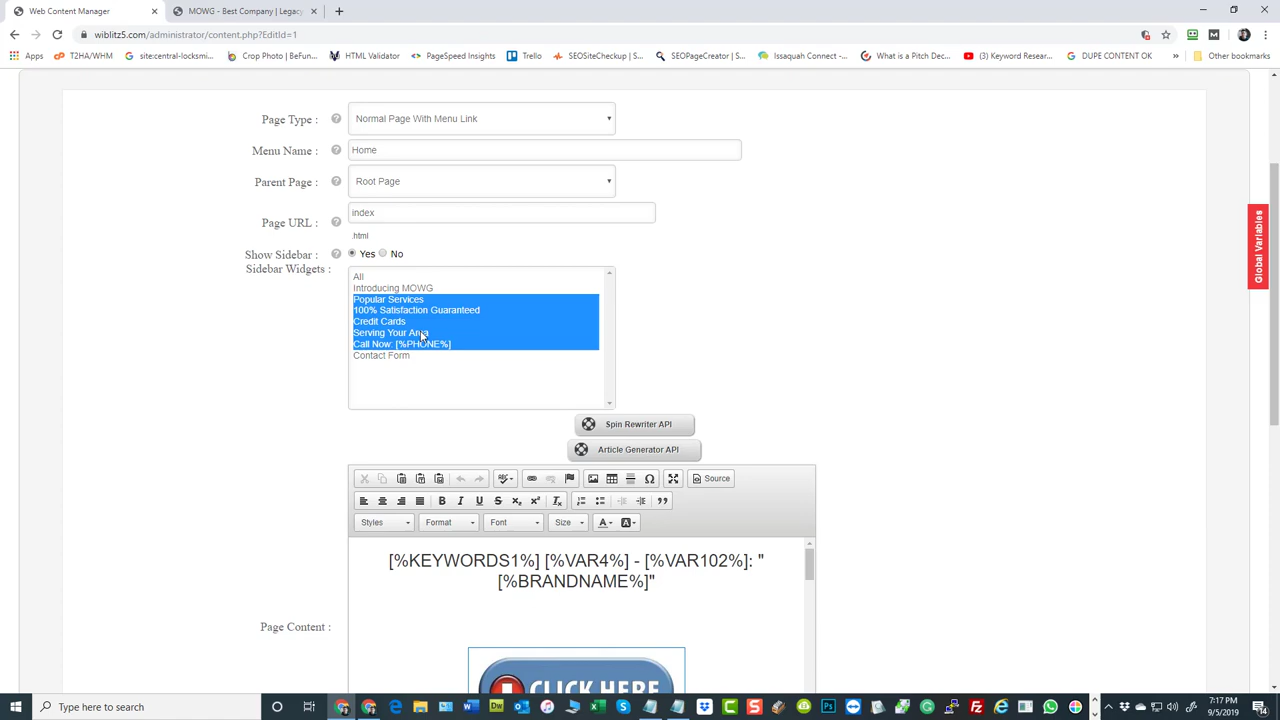 Web Content Manager
MOWG - Best Company | Legacy
wiblitz5.com/administrator/content.php?EditId=1
Apps T2HA/WHM site:central-locksmi... Crop Photo | BeFun... HTML Validator PageSpeed Insights Trello SEOSiteCheckup | S... SEOPageCreator | S... Issaquah Connect -... What is a Pitch Dec... (3) Keyword Resear... DUPE CONTENT OK » Other bookmarks
Page Type :
Normal Page With Menu Link
Menu Name :
Home
Parent Page :
Root Page
Page URL :
index
.html
Show Sidebar :
Yes No
Sidebar Widgets :
All
Introducing MOWG
Popular Services
100% Satisfaction Guaranteed
Credit Cards
Serving Your Area
Call Now: [%PHONE%]
Contact Form
Global Variables
Spin Rewriter API
Article Generator API
Source
Styles Format Font Size
[%KEYWORDS1%] [%VAR4%] - [%VAR102%]: "
[%BRANDNAME%]"
Page Content :
CLICK HERE
Type here to search
7:17 PM
9/5/2019
14